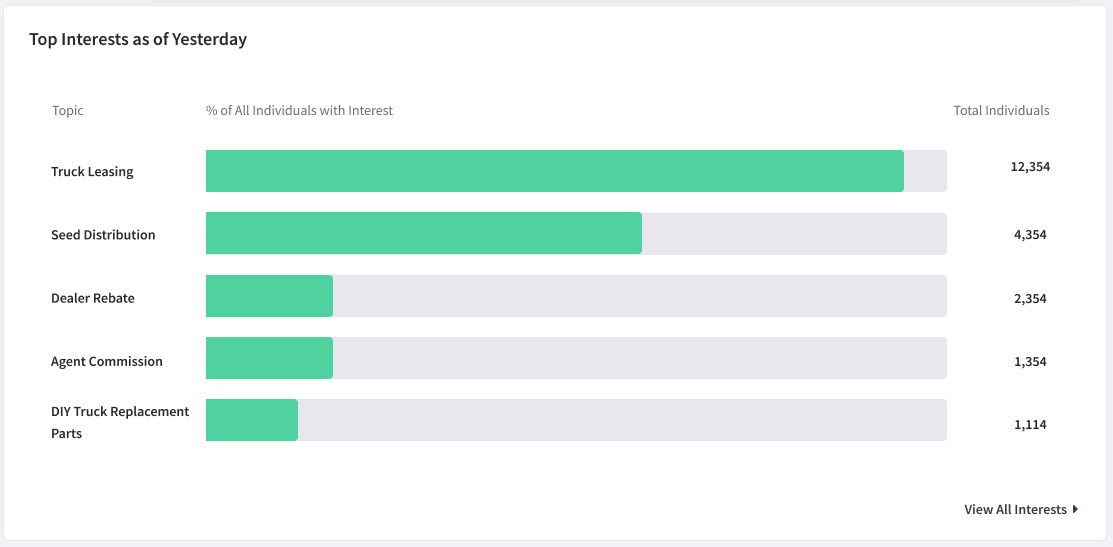 Top Interests as of Yesterday
Topic
% of All Individuals with Interest
Total Individuals
Truck Leasing
12,354
Seed Distribution
4,354
Dealer Rebate
2,354
Agent Commission
1,354
DIY Truck Replacement
Parts
1,114
View All Interests